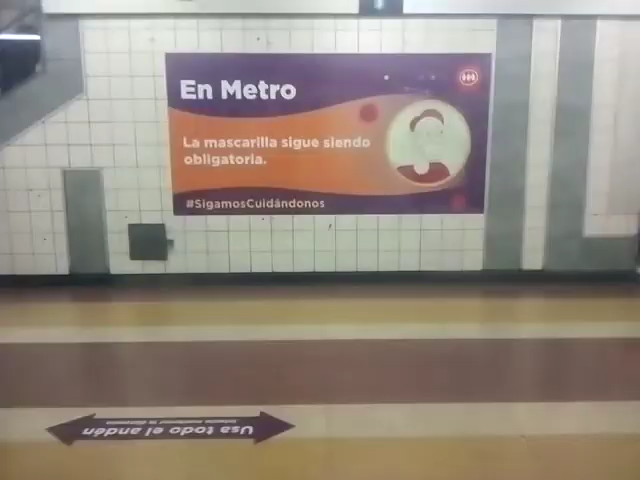 En Metro
La mascarilla sigue siendo
obligatoria.
#SigamosCuidándonos
Usa todo el andén